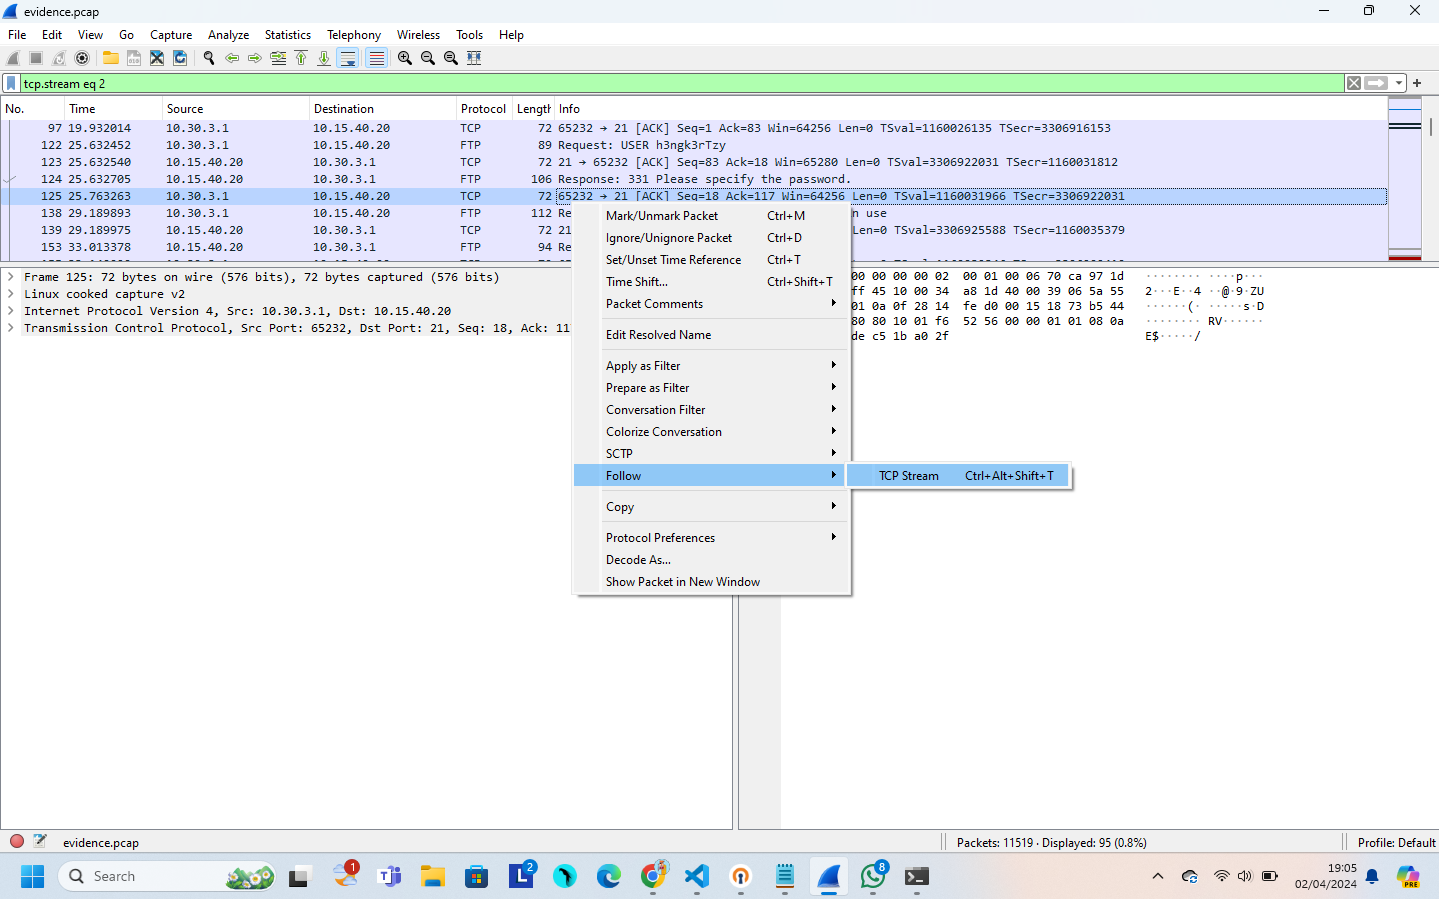 evidence.pcap
File Edit View Go Capture Analyze Statistics Telephony Wireless Tools Help
tcp.stream eq 2
No. Time Source Destination Protocol Length Info
97 19.932014 10.30.3.1 10.15.40.20 TCP 72 65232 → 21 [ACK] Seq=1 Ack=83 Win=64256 Len=0 TSval=1160026135 TSecr=3306916153
122 25.632452 10.30.3.1 10.15.40.20 FTP 89 Request: USER h3ngk3rTzy
123 25.632540 10.15.40.20 10.30.3.1 TCP 72 21 → 65232 [ACK] Seq=83 Ack=18 Win=65280 Len=0 TSval=3306922031 TSecr=1160031812
124 25.632705 10.15.40.20 10.30.3.1 FTP 106 Response: 331 Please specify the password.
125 25.763263 10.30.3.1 10.15.40.20 TCP 72 65232 → 21 [ACK] Seq=18 Ack=117 Win=64256 Len=0 TSval=1160031966 TSecr=3306922031
138 29.189893 10.30.3.1 10.15.40.20 FTP 112 Re n use
139 29.189975 10.15.40.20 10.30.3.1 TCP 72 21 Len=0 TSval=3306925588 TSecr=1160035379
153 33.013378 10.15.40.20 10.30.3.1 FTP 94 Re
Mark/Unmark Packet Ctrl+M
Ignore/Unignore Packet Ctrl+D
Set/Unset Time Reference Ctrl+T
Time Shift... Ctrl+Shift+T
Packet Comments
Edit Resolved Name
Apply as Filter
Prepare as Filter
Conversation Filter
Colorize Conversation
SCTP
Follow
TCP Stream Ctrl+Alt+Shift+T
Copy
Protocol Preferences
Decode As...
Show Packet in New Window
Frame 125: 72 bytes on wire (576 bits), 72 bytes captured (576 bits)
Linux cooked capture v2
Internet Protocol Version 4, Src: 10.30.3.1, Dst: 10.15.40.20
Transmission Control Protocol, Src Port: 65232, Dst Port: 21, Seq: 18, Ack: 11
00 00 00 00 02 00 01 00 06 70 ca 97 1d ········ ····p···
ff 45 10 00 34 a8 1d 40 00 39 06 5a 55 2···E··4 ··@·9·ZU
01 0a 0f 28 14 fe d0 00 15 18 73 b5 44 ······(· ·····s·D
80 80 10 01 f6 52 56 00 00 01 01 08 0a ········ RV······
de c5 1b a0 2f E$·····/
evidence.pcap
Packets: 11519 · Displayed: 95 (0.8%)
Profile: Default
Search
1
2
8
19:05
02/04/2024
PRE